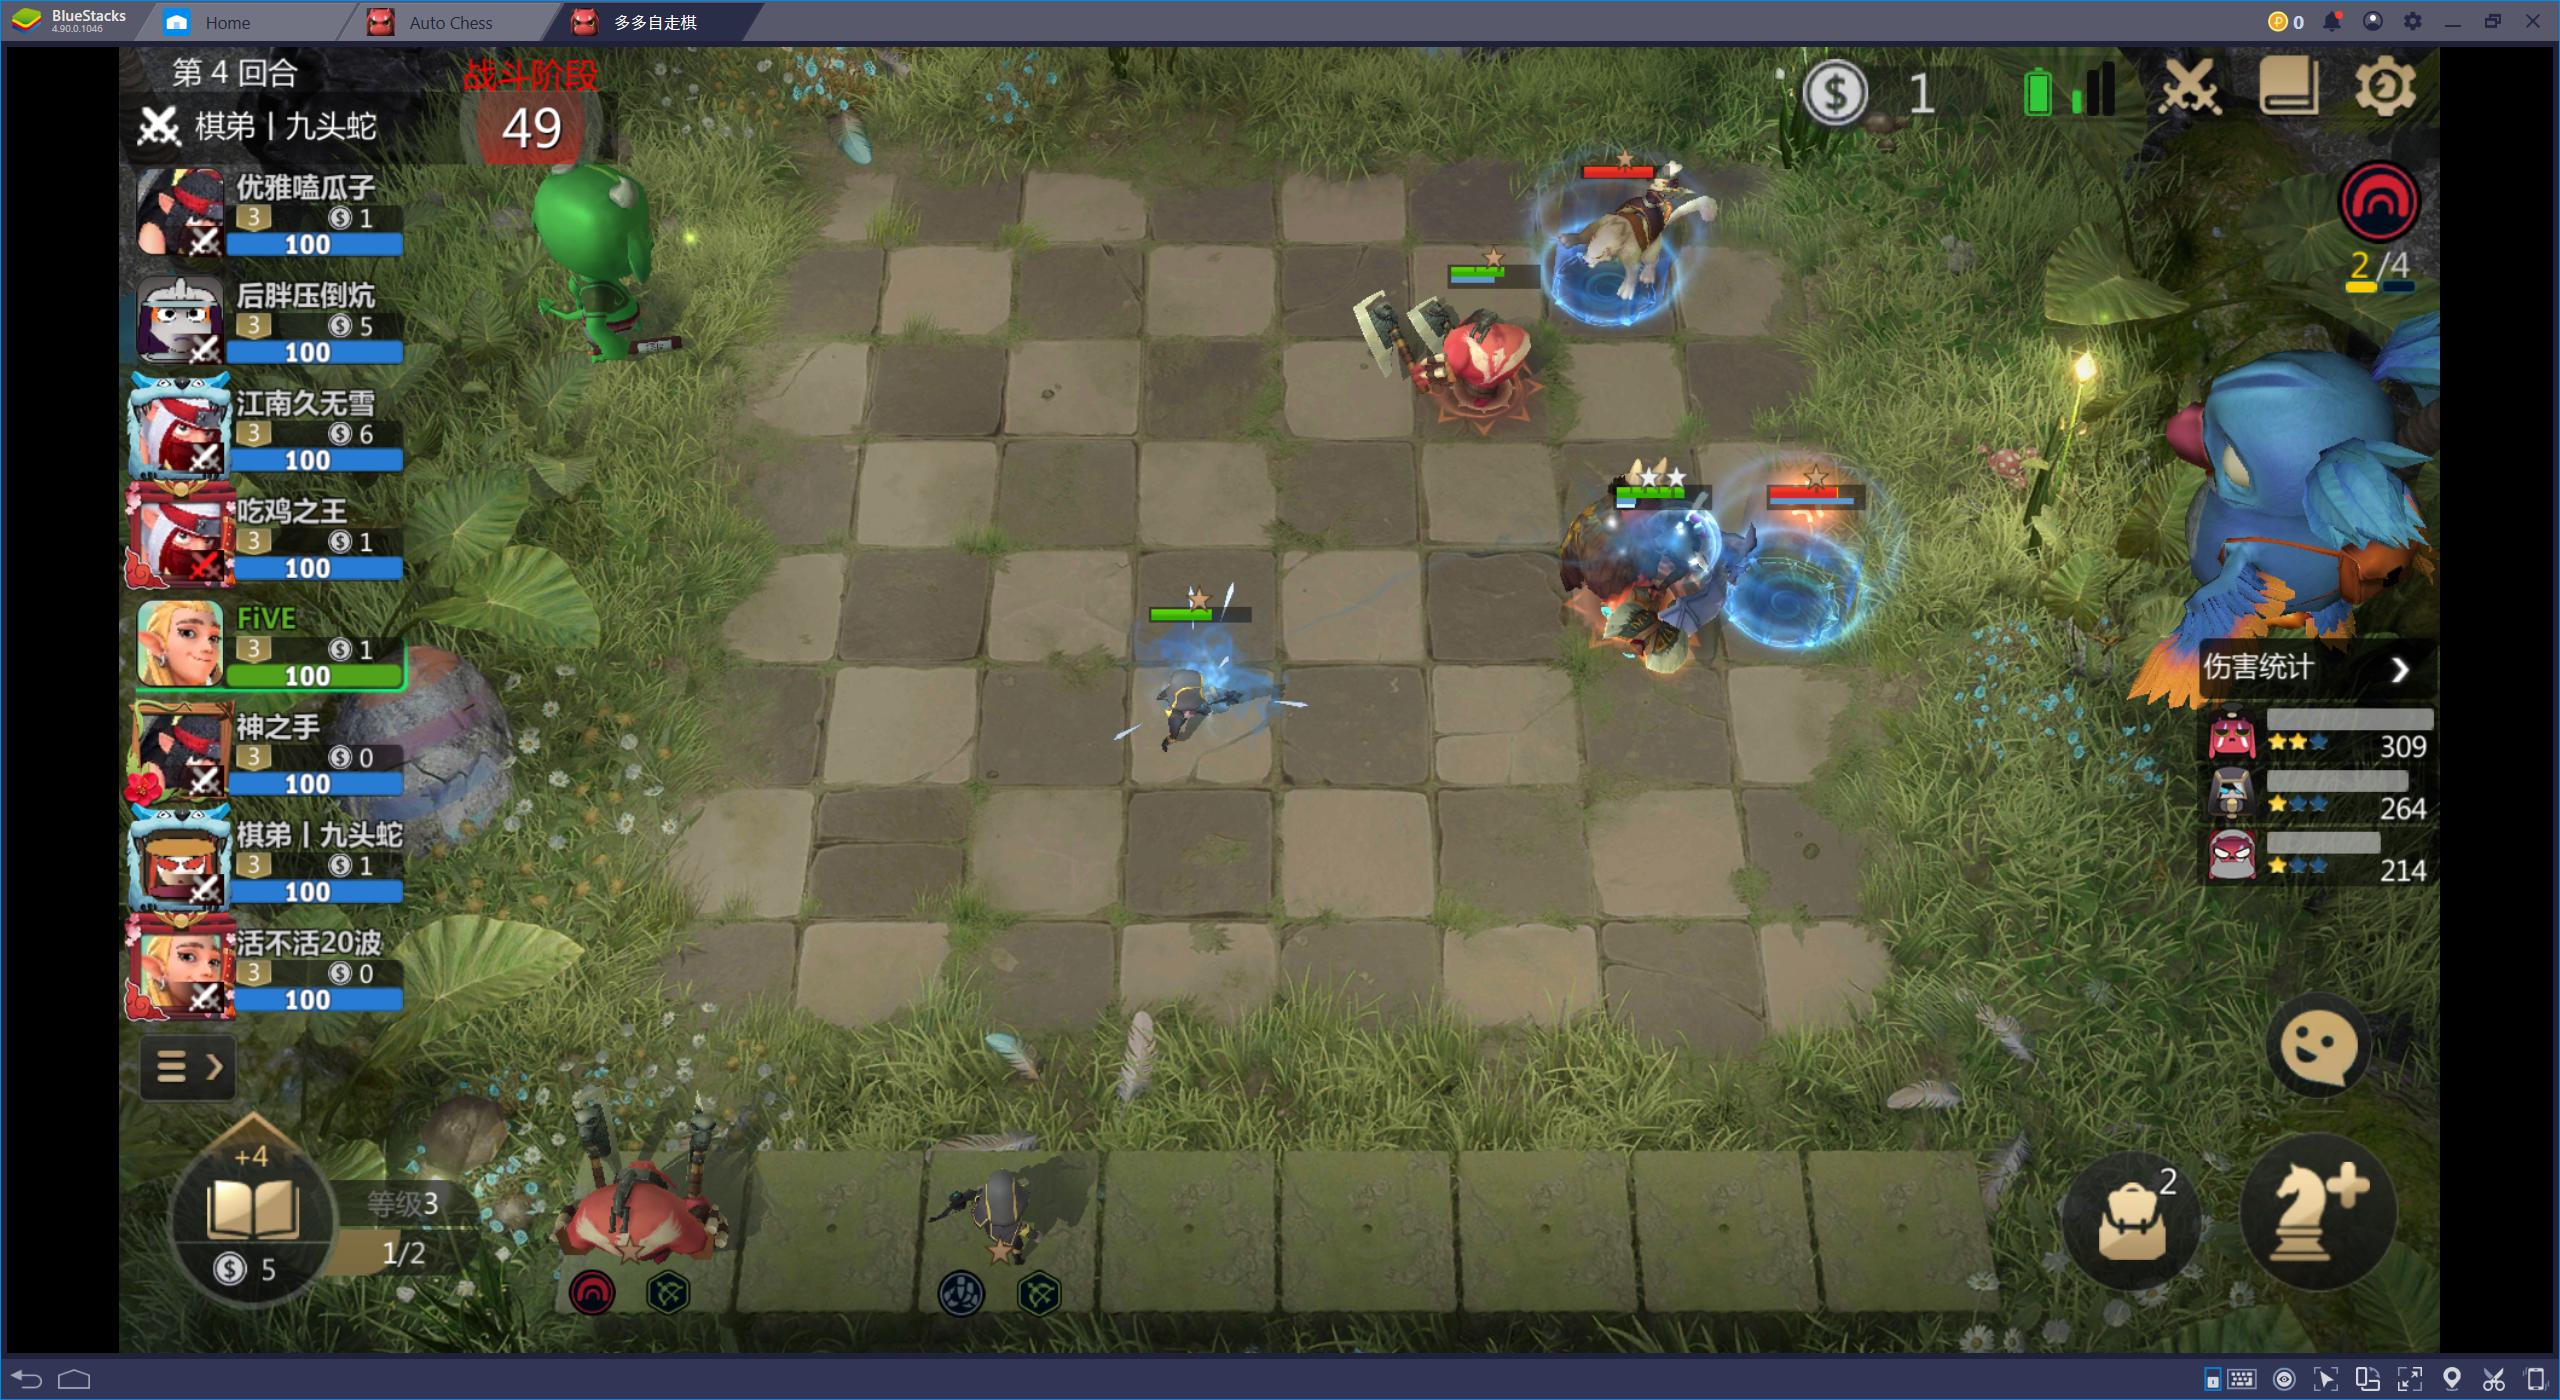 BlueStacks
4.90.0.1046
Home
Auto Chess
多多自走棋
0
第 4 回合
战斗阶段
棋弟丨九头蛇
49
1
优雅嗑瓜子
3 1
100
后胖压倒炕
3 5
100
江南久无雪
3 6
100
吃鸡之王
3 1
100
FiVE
3 1
100
神之手
3 0
100
棋弟丨九头蛇
3 1
100
活不活20波
3 0
100
2/4
伤害统计
309
264
214
+4
等级3
1/2
5
2